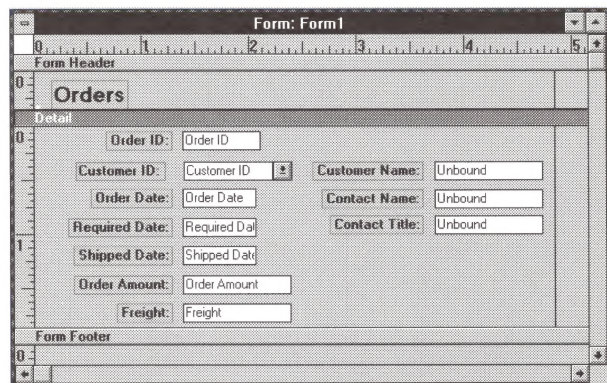 Form: Form1
0 1 2 3 4 5
Form Header
0
Orders
Detail
0
Order ID: Order ID
Customer ID: Customer ID Customer Name: Unbound
Order Date: Order Date Contact Name: Unbound
Required Date: Required Dat Contact Title: Unbound
1
Shipped Date: Shipped Date
Order Amount: Order Amount
Freight: Freight
Form Footer
0